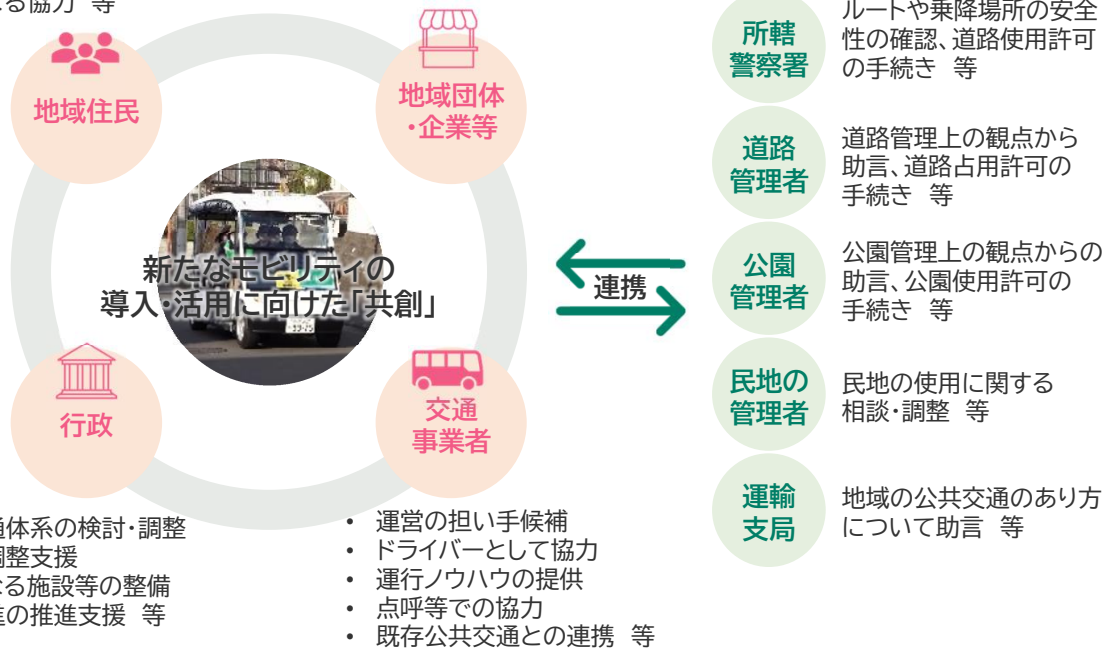 る協力 等
地域住民
地域団体
・企業等
新たなモビリティの
導入・活用に向けた「共創」
行政
交通
事業者
体系の検討・調整
調整支援
る施設等の整備
の推進支援 等
• 運営の担い手候補
• ドライバーとして協力
• 運行ノウハウの提供
• 点呼等での協力
• 既存公共交通との連携 等
連携
所轄
警察署
ルートや乗降場所の安全
性の確認、道路使用許可
の手続き 等
道路
管理者
道路管理上の観点から
助言、道路占用許可の
手続き 等
公園
管理者
公園管理上の観点からの
助言、公園使用許可の
手続き 等
民地の
管理者
民地の使用に関する
相談・調整 等
運輸
支局
地域の公共交通のあり方
について助言 等